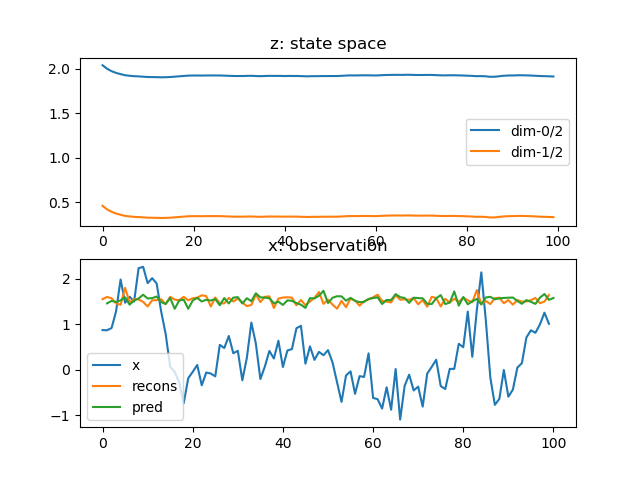 z: state space
2.0
1.5
1.0
0.5
dim-0/2
dim-1/2
0 20 40 60 80 100
x: observation
2
1
0
−1
x
recons
pred
0 20 40 60 80 100